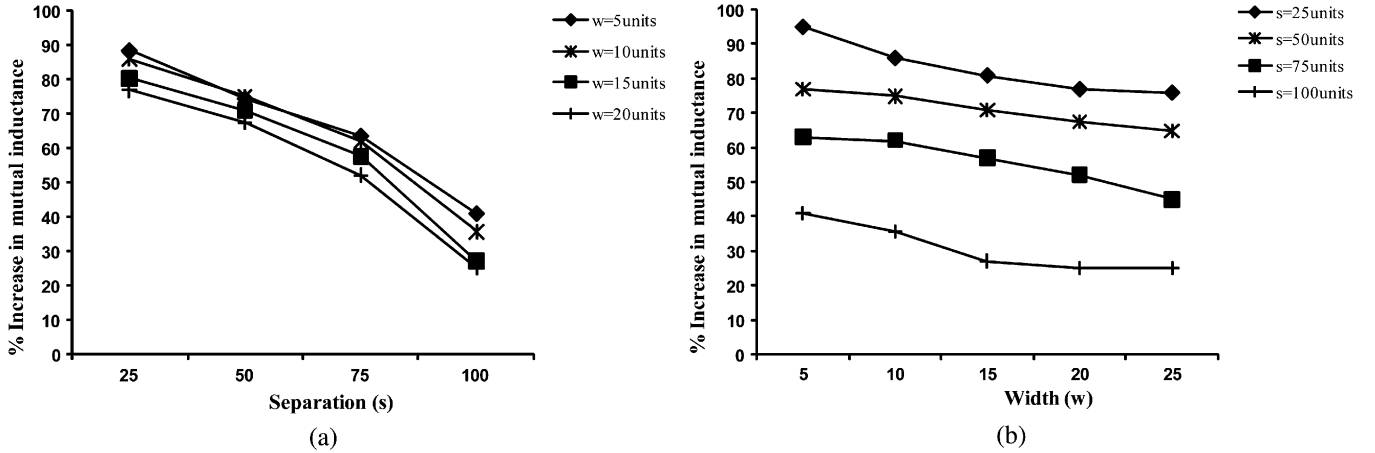 % Increase in mutual inductance
100
90
80
70
60
50
40
30
20
10
0
25 50 75 100
Separation (s)
w=5units
w=10units
w=15units
w=20units
(a)
% Increase in mutual inductance
100
90
80
70
60
50
40
30
20
10
0
5 10 15 20 25
Width (w)
s=25units
s=50units
s=75units
s=100units
(b)